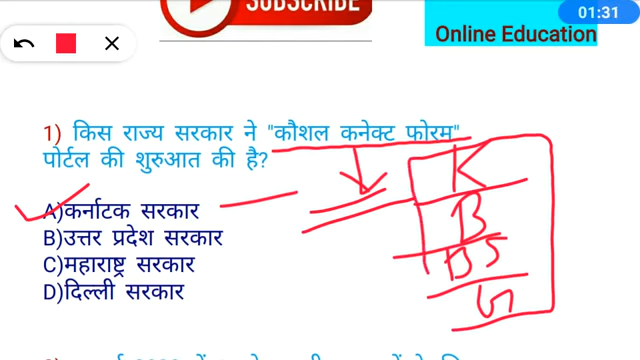 SUBSCRIBE
01:31
Online Education
1) किस राज्य सरकार ने "कौशल कनेक्ट फोरम"
पोर्टल की शुरुआत की है?
A)कर्नाटक सरकार
B)उत्तर प्रदेश सरकार
C)महाराष्ट्र सरकार
D)दिल्ली सरकार
K
B
BS